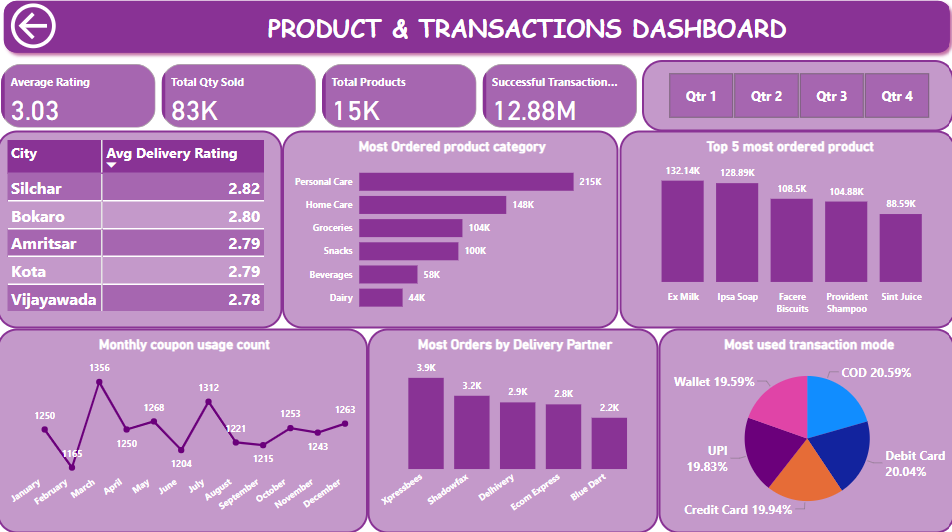 PRODUCT & TRANSACTIONS DASHBOARD
Average Rating
3.03
Total Qty Sold
83K
Total Products
15K
Successful Transaction...
12.88M
Qtr 1
Qtr 2
Qtr 3
Qtr 4
City Avg Delivery Rating
Silchar 2.82
Bokaro 2.80
Amritsar 2.79
Kota 2.79
Vijayawada 2.78
Most Ordered product category
Personal Care 215K
Home Care 148K
Groceries 104K
Snacks 100K
Beverages 58K
Dairy 44K
Top 5 most ordered product
132.14K 128.89K 108.5K 104.88K 88.59K
Ex Milk Ipsa Soap Facere Provident Sint Juice
Biscuits Shampoo
Monthly coupon usage count
1250 1165 1356 1250 1268 1204 1312 1221 1215 1253 1243 1263
January February March April May June July August September October November December
Most Orders by Delivery Partner
3.9K 3.2K 2.9K 2.8K 2.2K
Xpressbees Shadowfax Delhivery Ecom Express Blue Dart
Most used transaction mode
COD 20.59%
Wallet 19.59%
UPI
19.83%
Debit Card
20.04%
Credit Card 19.94%